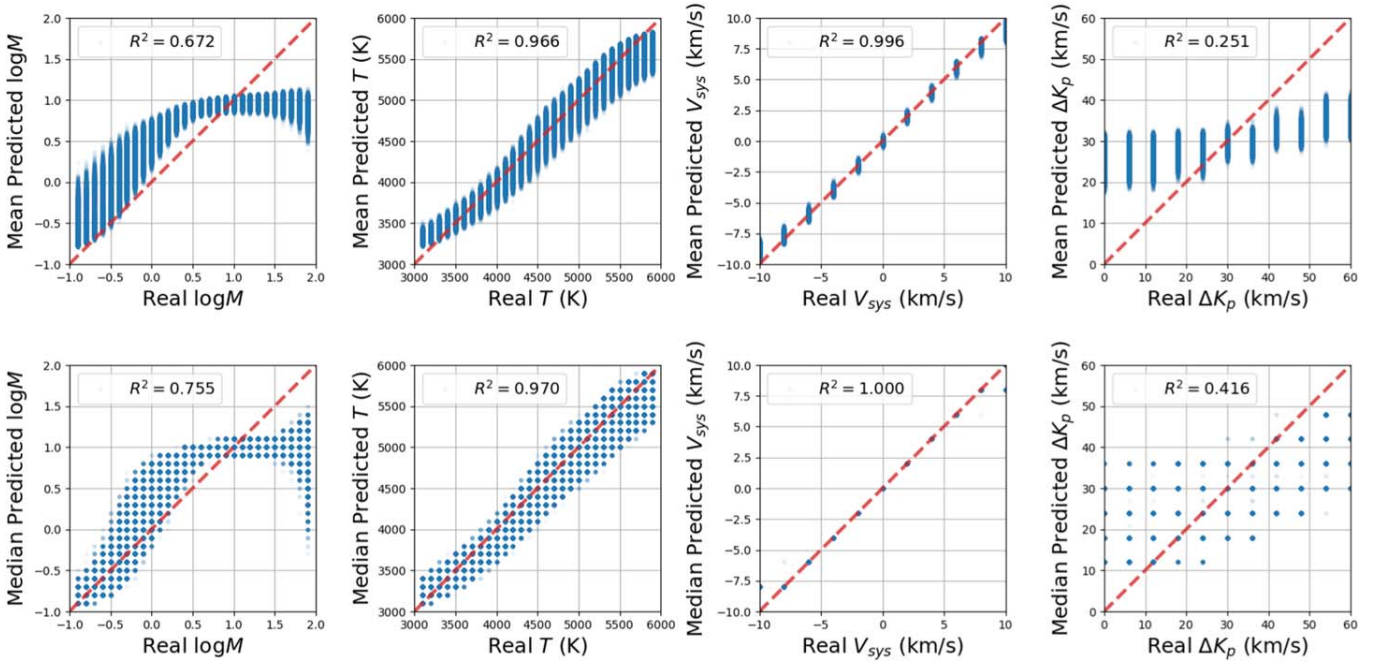 Mean Predicted logM
2.0
1.5
1.0
0.5
0.0
−0.5
−1.0
R² = 0.672
−1.0 −0.5 0.0 0.5 1.0 1.5 2.0
Real logM
Mean Predicted T (K)
6000
5500
5000
4500
4000
3500
3000
R² = 0.966
3000 3500 4000 4500 5000 5500 6000
Real T (K)
Mean Predicted V_sys (km/s)
10.0
7.5
5.0
2.5
0.0
−2.5
−5.0
−7.5
−10.0
R² = 0.996
−10 −5 0 5 10
Real V_sys (km/s)
Mean Predicted ΔK_p (km/s)
60
50
40
30
20
10
0
R² = 0.251
0 10 20 30 40 50 60
Real ΔK_p (km/s)
Median Predicted logM
2.0
1.5
1.0
0.5
0.0
−0.5
−1.0
R² = 0.755
−1.0 −0.5 0.0 0.5 1.0 1.5 2.0
Real logM
Median Predicted T (K)
6000
5500
5000
4500
4000
3500
3000
R² = 0.970
3000 3500 4000 4500 5000 5500 6000
Real T (K)
Median Predicted V_sys (km/s)
10.0
7.5
5.0
2.5
0.0
−2.5
−5.0
−7.5
−10.0
R² = 1.000
−10 −5 0 5 10
Real V_sys (km/s)
Median Predicted ΔK_p (km/s)
60
50
40
30
20
10
0
R² = 0.416
0 10 20 30 40 50 60
Real ΔK_p (km/s)